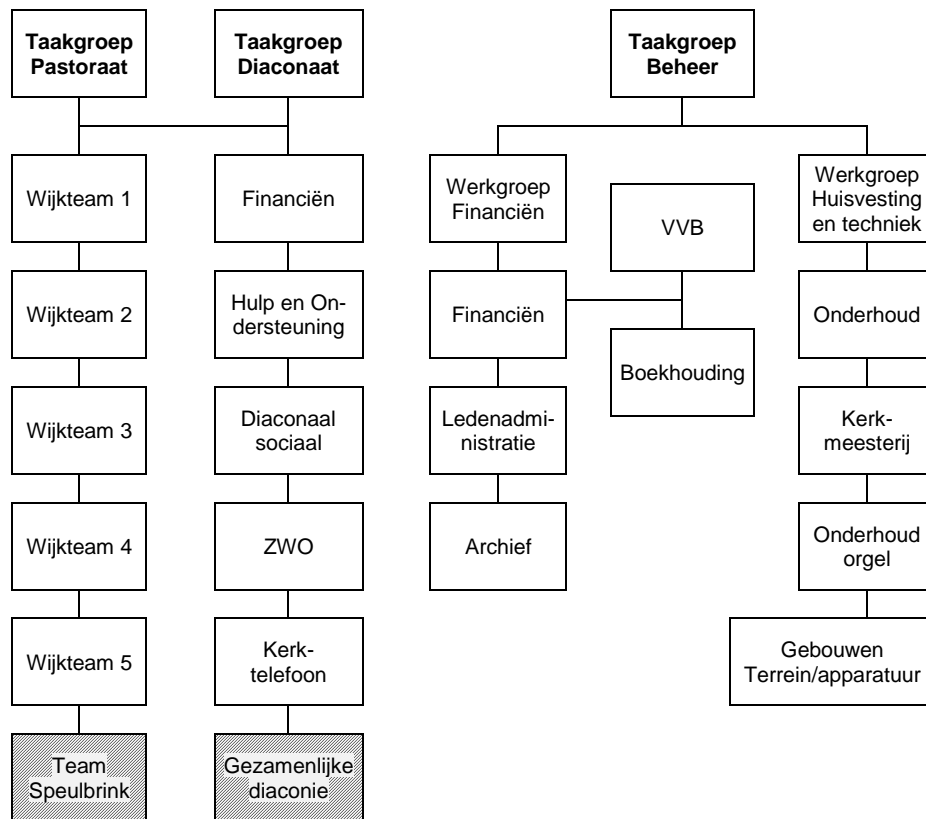 Taakgroep
Pastoraat
Taakgroep
Diaconaat
Taakgroep
Beheer
Wijkteam 1
Financiën
Werkgroep
Financiën
VVB
Werkgroep
Huisvesting
en techniek
Wijkteam 2
Hulp en On-
dersteuning
Financiën
Boekhouding
Onderhoud
Wijkteam 3
Diaconaal
sociaal
Ledenadmi-
nistratie
Kerk-
meesterij
Wijkteam 4
ZWO
Archief
Onderhoud
orgel
Wijkteam 5
Kerk-
telefoon
Gebouwen
Terrein/apparatuur
Team
Speulbrink
Gezamenlijke
diaconie